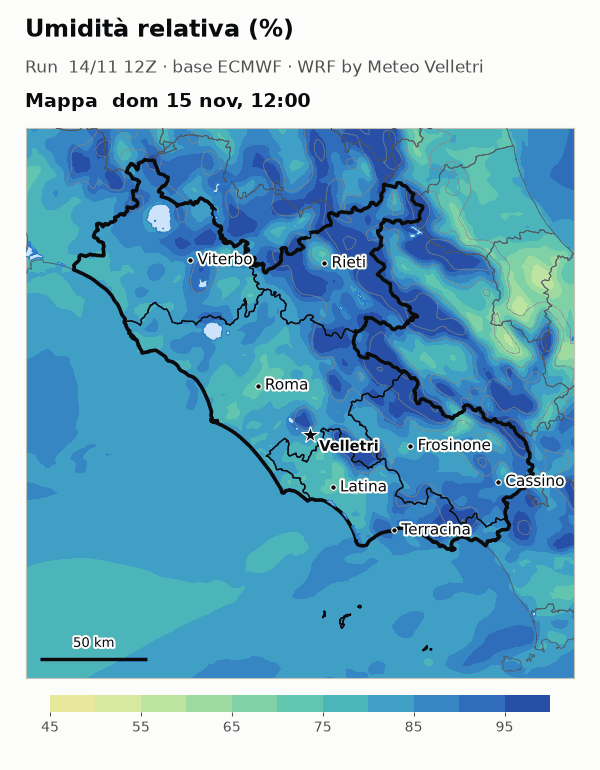 Umidità relativa (%)
Run  14/11 12Z · base ECMWF · WRF by Meteo Velletri
Mappa  dom 15 nov, 12:00
Viterbo
Rieti
Roma
Velletri
Frosinone
Latina
Cassino
Terracina
50 km
45 55 65 75 85 95